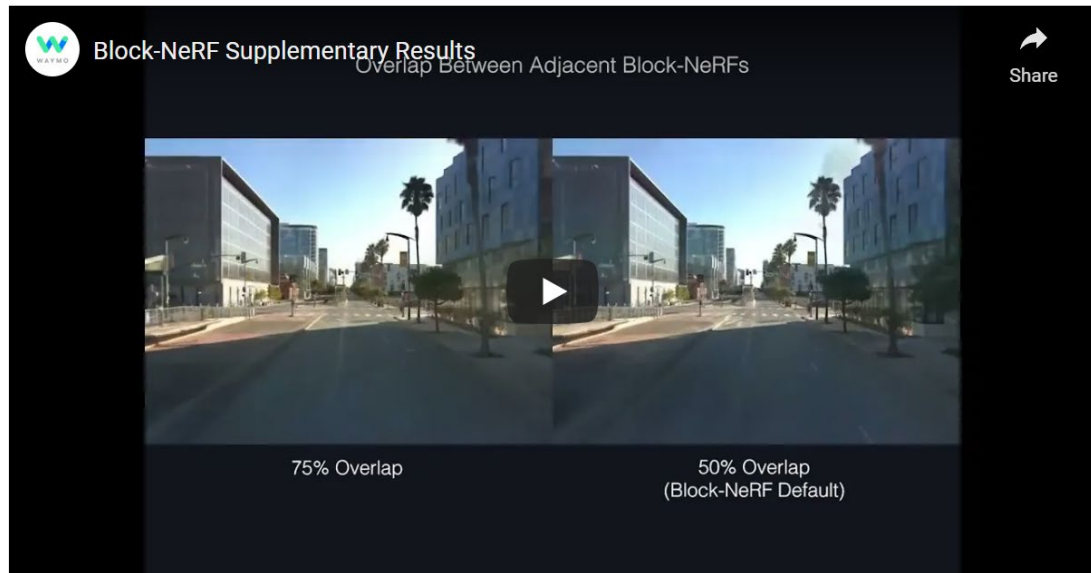 WAYMO
Block-NeRF Supplementary Results
Overlap Between Adjacent Block-NeRFs
Share
75% Overlap
50% Overlap
(Block-NeRF Default)